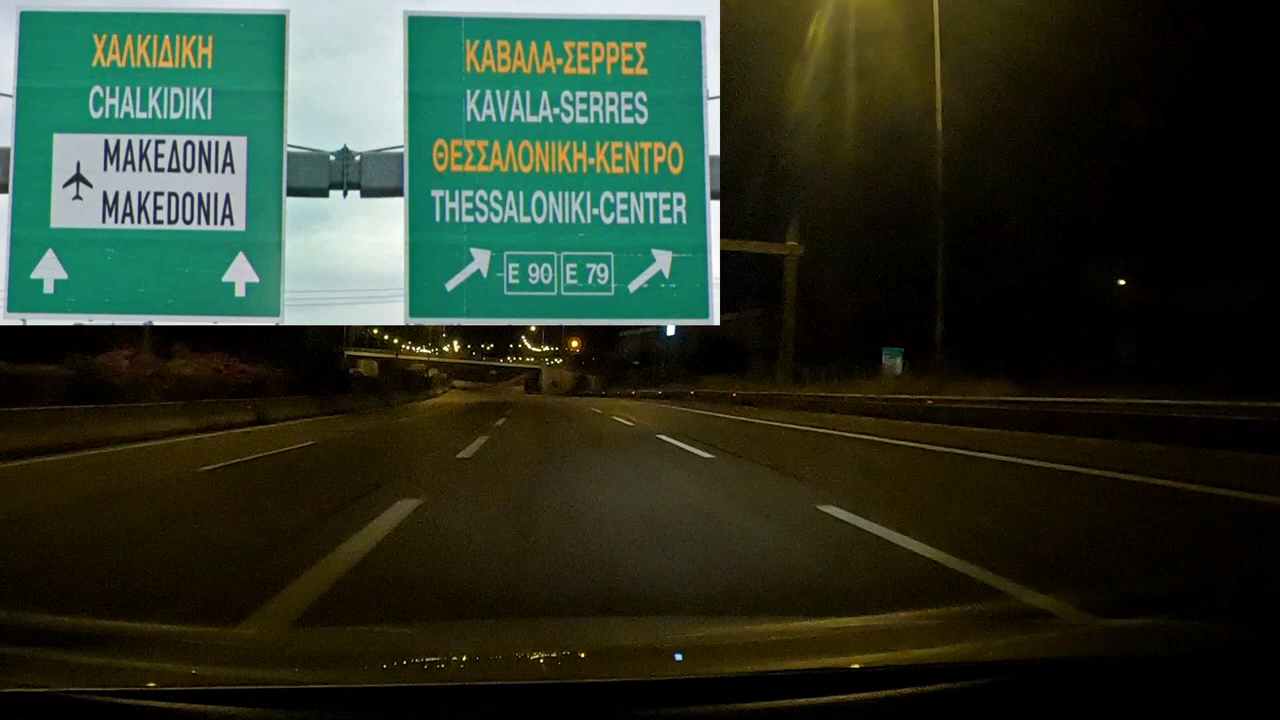 ΧΑΛΚΙΔΙΚΗ
CHALKIDIKI
ΜΑΚΕΔΟΝΙΑ
MAKEDONIA
ΚΑΒΑΛΑ-ΣΕΡΡΕΣ
KAVALA-SERRES
ΘΕΣΣΑΛΟΝΙΚΗ-ΚΕΝΤΡΟ
THESSALONIKI-CENTER
E 90 E 79